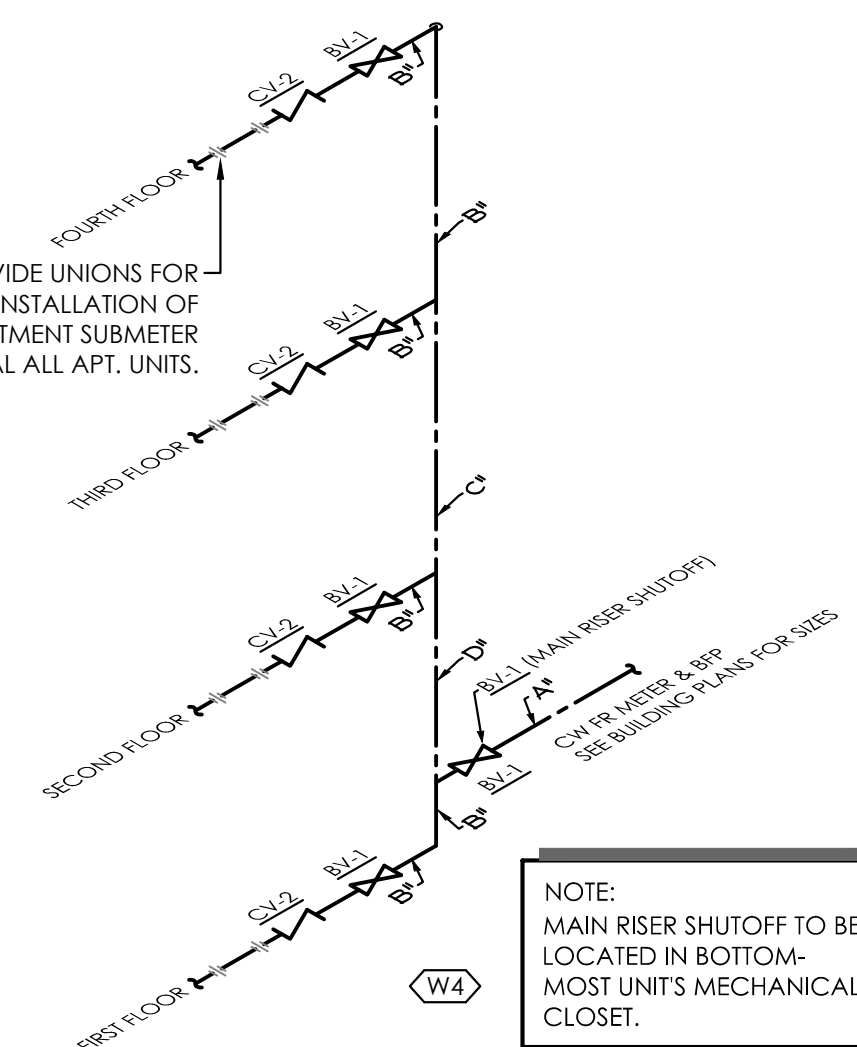 BV-1
B"
CV-2
FOURTH FLOOR
B"
VIDE UNIONS FOR
INSTALLATION OF
TMENT SUBMETER
AL ALL APT. UNITS.
BV-1
B"
CV-2
THIRD FLOOR
C"
BV-1
B"
CV-2
SECOND FLOOR
D"
BV-1 (MAIN RISER SHUTOFF)
A"
CW FR METER & BFP
SEE BUILDING PLANS FOR SIZES
BV-1
B"
BV-1
B"
CV-2
FIRST FLOOR
W4
NOTE:
MAIN RISER SHUTOFF TO BE
LOCATED IN BOTTOM-
MOST UNIT'S MECHANICAL
CLOSET.